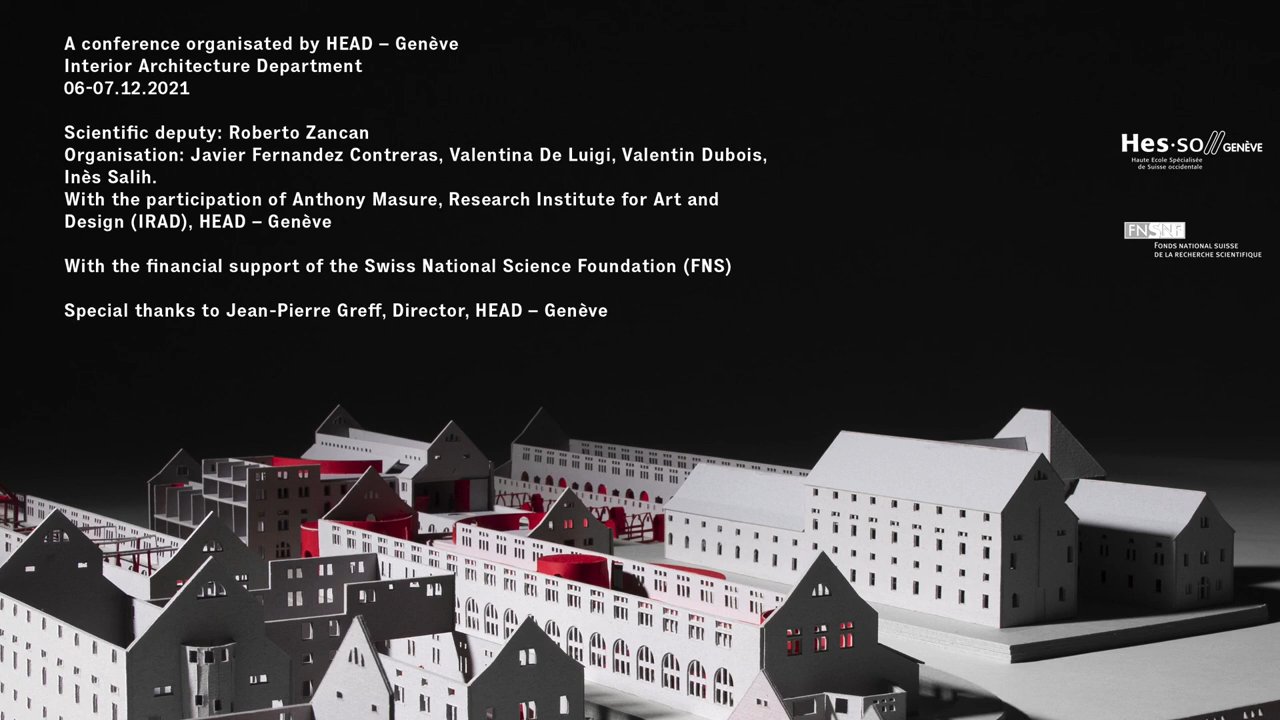 A conference organised by HEAD – Genève
Interior Architecture Department
06-07.12.2021
Scientific deputy: Roberto Zancan
Organisation: Javier Fernandez Contreras, Valentina De Luigi, Valentin Dubois,
Inès Salih.
With the participation of Anthony Masure, Research Institute for Art and
Design (IRAD), HEAD – Genève
With the financial support of the Swiss National Science Foundation (FNS)
Special thanks to Jean-Pierre Greff, Director, HEAD – Genève
Hes·so//GENÈVE
Haute Ecole Spécialisée
de Suisse occidentale
FNSNF
FONDS NATIONAL SUISSE
DE LA RECHERCHE SCIENTIFIQUE